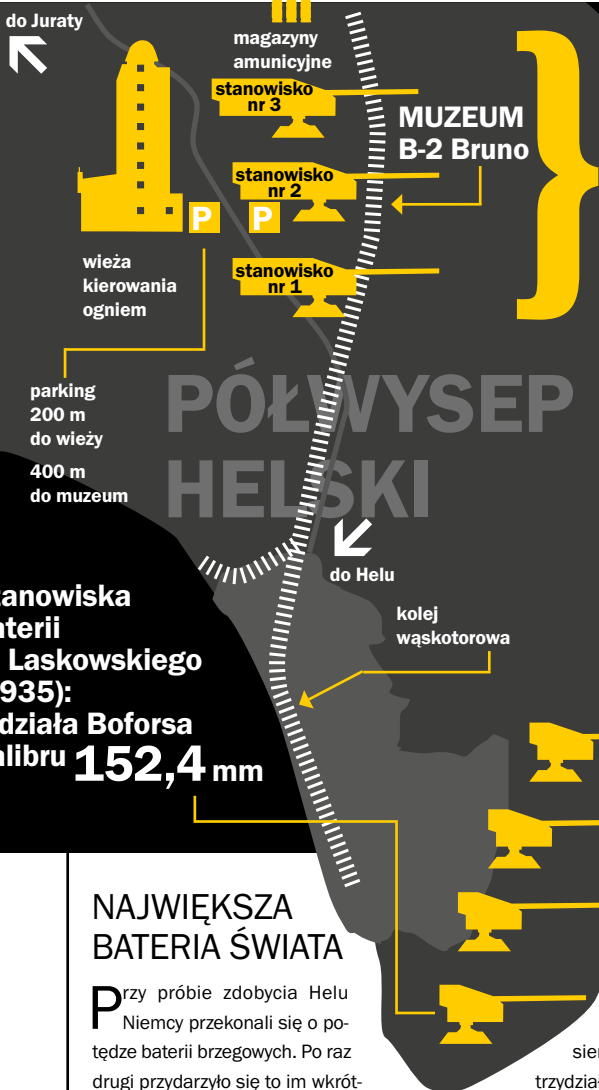 do Juraty
magazyny
amunicyjne
stanowisko
nr 3
MUZEUM
B-2 Bruno
stanowisko
nr 2
P
P
wieża
kierowania
ogniem
stanowisko
nr 1
parking
200 m
do wieży
400 m
do muzeum
PÓŁWYSEP
HELSKI
do Helu
kolej
wąskotorowa
tanowiska
aterii
Laskowskiego
935):
działa Boforsa
alibru 152,4 mm
NAJWIĘKSZA
BATERIA ŚWIATA
Przy próbie zdobycia Helu
Niemcy przekonali się o po-
tędze baterii brzegowych. Po raz
drugi przydarzyło się to im wkrót-
sier
trzydział